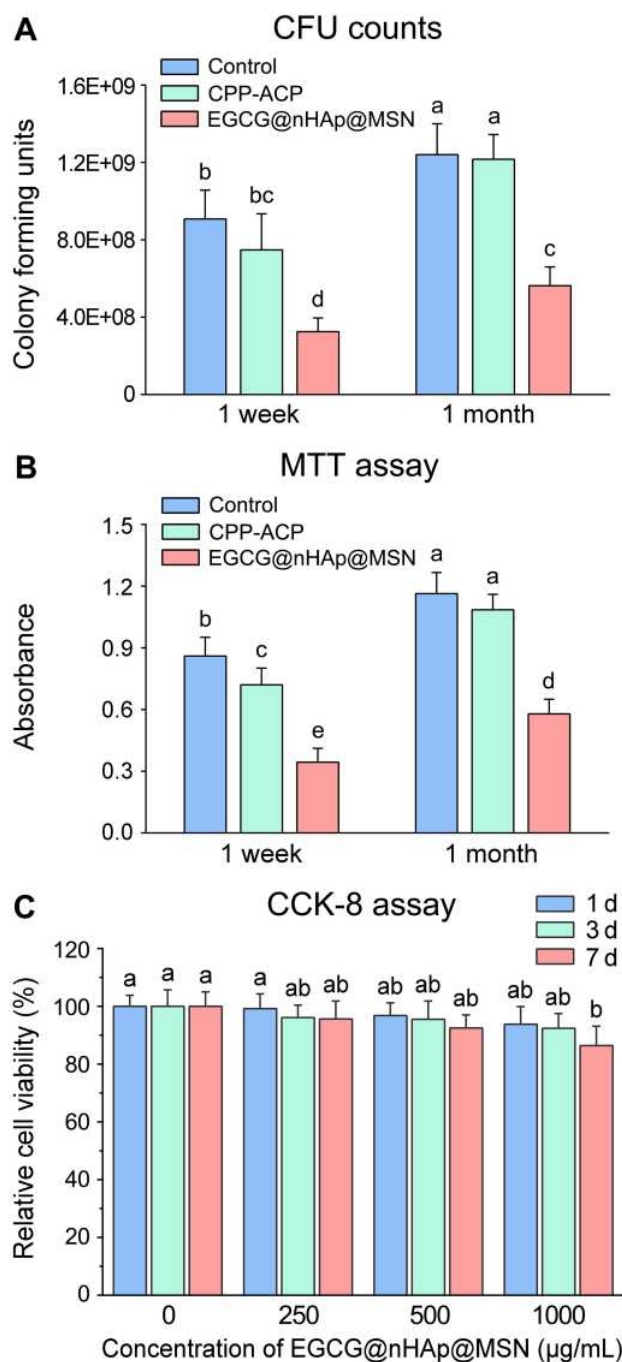 A
CFU counts
Control
CPP-ACP
EGCG@nHAp@MSN
Colony forming units
1.6E+09
1.2E+09
8.0E+08
4.0E+08
0
b
bc
d
a
a
c
1 week
1 month
B
MTT assay
Control
CPP-ACP
EGCG@nHAp@MSN
Absorbance
1.5
1.2
0.9
0.6
0.3
0.0
b
c
e
a
a
d
1 week
1 month
C
CCK-8 assay
1 d
3 d
7 d
Relative cell viability (%)
120
100
80
60
40
20
0
a
a
a
a
ab
ab
ab
ab
ab
ab
ab
b
0
250
500
1000
Concentration of EGCG@nHAp@MSN (μg/mL)